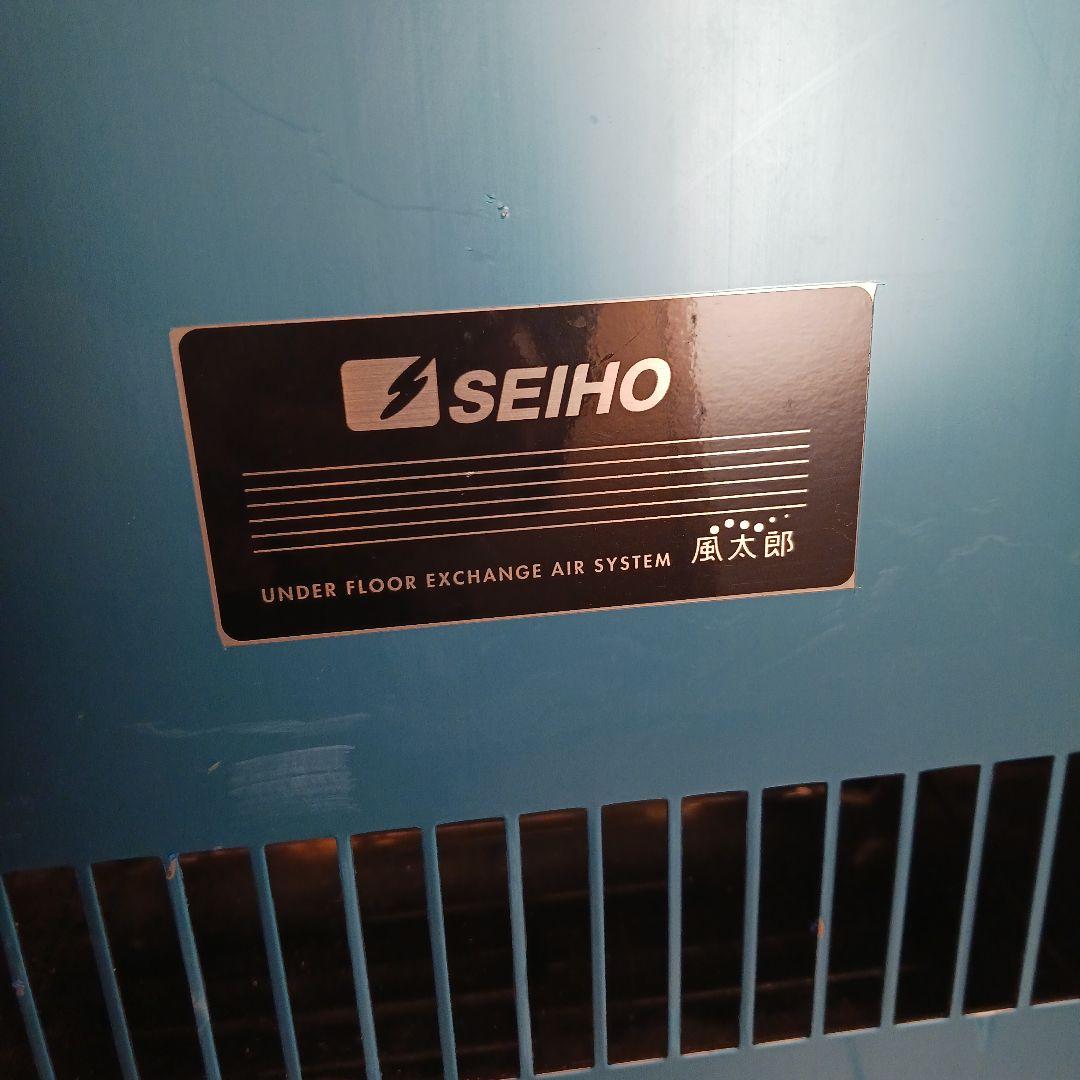 SEIHO
UNDER FLOOR EXCHANGE AIR SYSTEM 風太郎